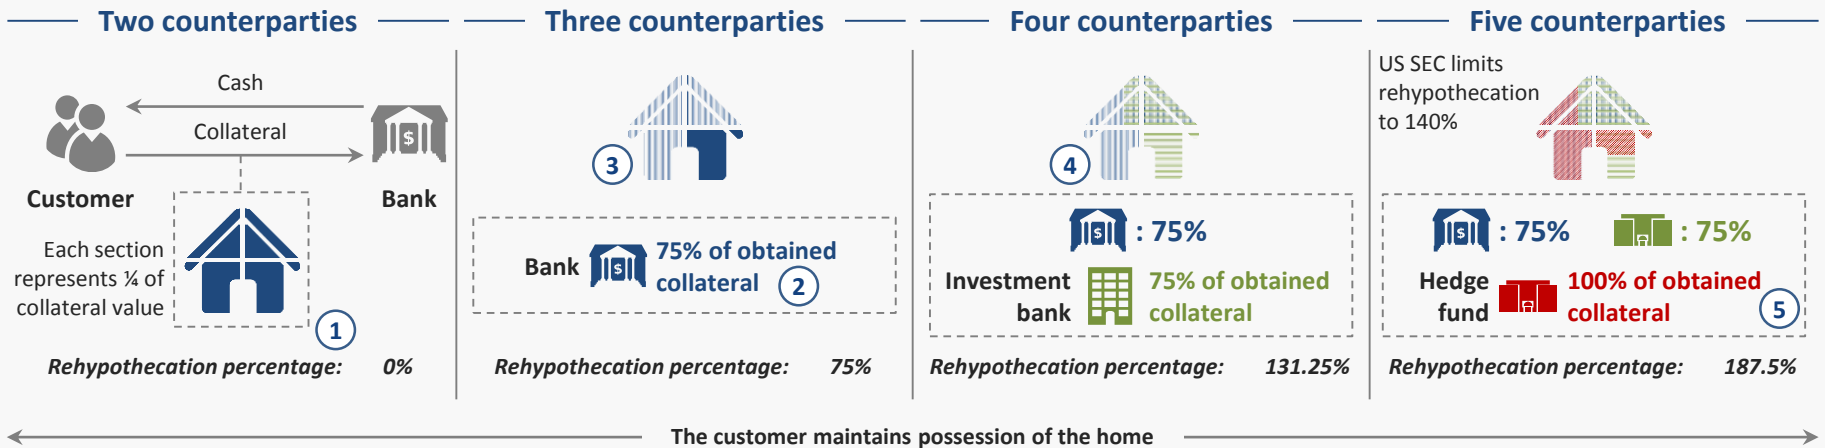 Two counterparties
Cash
Collateral
$
Customer
Bank
Each section
represents ¼ of
collateral value
1
Rehypothecation percentage: 0%
Three counterparties
3
Bank
$
75% of obtained
collateral
2
Rehypothecation percentage: 75%
Four counterparties
4
$
: 75%
Investment
bank
75% of obtained
collateral
Rehypothecation percentage: 131.25%
Five counterparties
US SEC limits
rehypothecation
to 140%
$
: 75%
: 75%
Hedge
fund
100% of obtained
collateral
5
Rehypothecation percentage: 187.5%
The customer maintains possession of the home